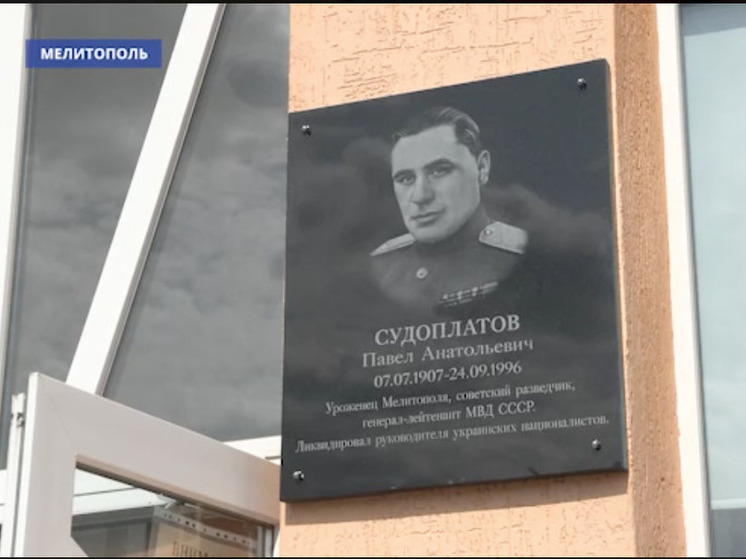 МЕЛИТОПОЛЬ
СУДОПЛАТОВ
Павел Анатольевич
07.07.1907-24.09.1996
Уроженец Мелитополя, советский разведчик,
генерал-лейтенант МВД СССР.
Ликвидировал руководителя украинских националистов.